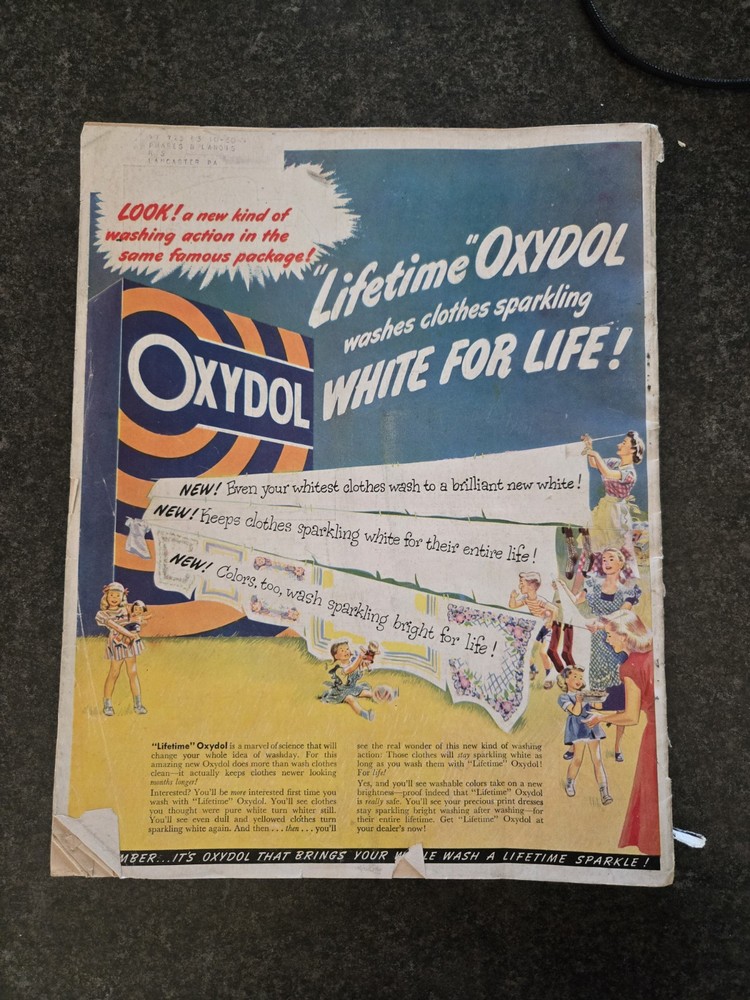 LANCASTER PA
LOOK! a new kind of
washing action in the
same famous package!
"Lifetime" OXYDOL
washes clothes sparkling
WHITE FOR LIFE!
OXYDOL
NEW! Even your whitest clothes wash to a brilliant new white!
NEW! Keeps clothes sparkling white for their entire life!
NEW! Colors, too, wash sparkling bright for life!
"Lifetime" Oxydol is a marvel of science that will
change your whole idea of washday. For this
amazing new Oxydol does more than wash clothes
clean—it actually keeps clothes newer looking
months longer!
Interested? You'll be more interested first time you
wash with "Lifetime" Oxydol. You'll see clothes
you thought were pure white turn whiter still.
You'll see even dull and yellowed clothes turn
sparkling white again. And then . . . then . . . you'll
see the real wonder of this new kind of washing
action: Those clothes will stay sparkling white as
long as you wash them with "Lifetime" Oxydol!
For life!
Yes, and you'll see washable colors take on a new
brightness—proof indeed that "Lifetime" Oxydol
is really safe. You'll see your precious print dresses
stay sparkling bright washing after washing—for
their entire lifetime. Get "Lifetime" Oxydol at
your dealer's now!
MBER...IT'S OXYDOL THAT BRINGS YOUR W LE WASH A LIFETIME SPARKLE!